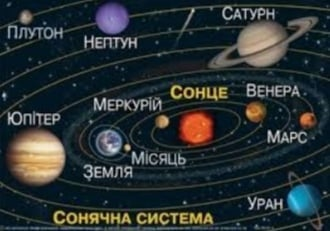 САТУРН
ПЛУТОН
НЕПТУН
СОНЦЕ
ВЕНЕРА
МЕРКУРІЙ
ЮПІТЕР
МАРС
МІСЯЦЬ
ЗЕМЛЯ
УРАН
СОНЯЧНА СИСТЕМА